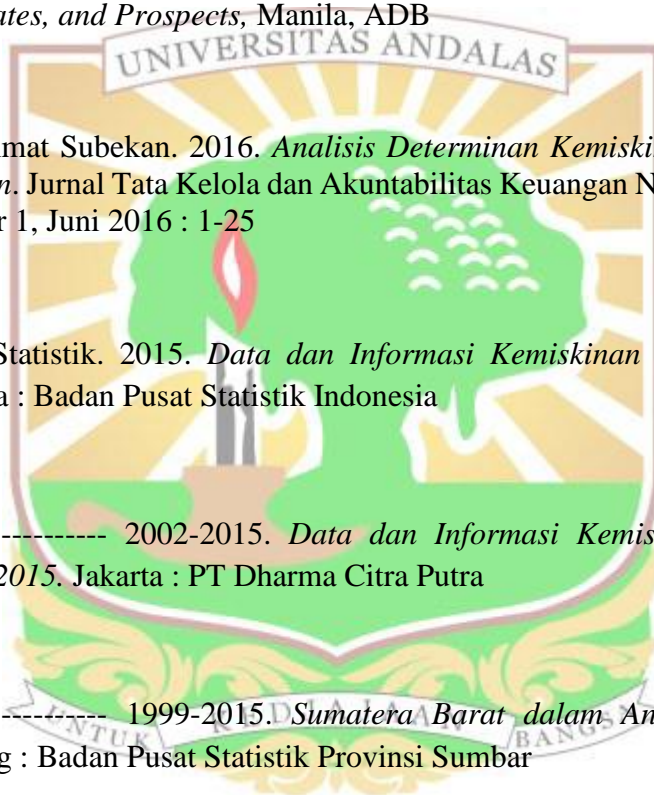 ates, and Prospects, Manila, ADB
UNIVERSITAS ANDALAS
mat Subekan. 2016. Analisis Determinan Kemiski
n. Jurnal Tata Kelola dan Akuntabilitas Keuangan N
r 1, Juni 2016 : 1-25
Statistik. 2015. Data dan Informasi Kemiskinan
a : Badan Pusat Statistik Indonesia
---------- 2002-2015. Data dan Informasi Kemis
2015. Jakarta : PT Dharma Citra Putra
---------- 1999-2015. Sumatera Barat dalam An
UNTUK KEDJAJAAN BANGSA
g : Badan Pusat Statistik Provinsi Sumbar